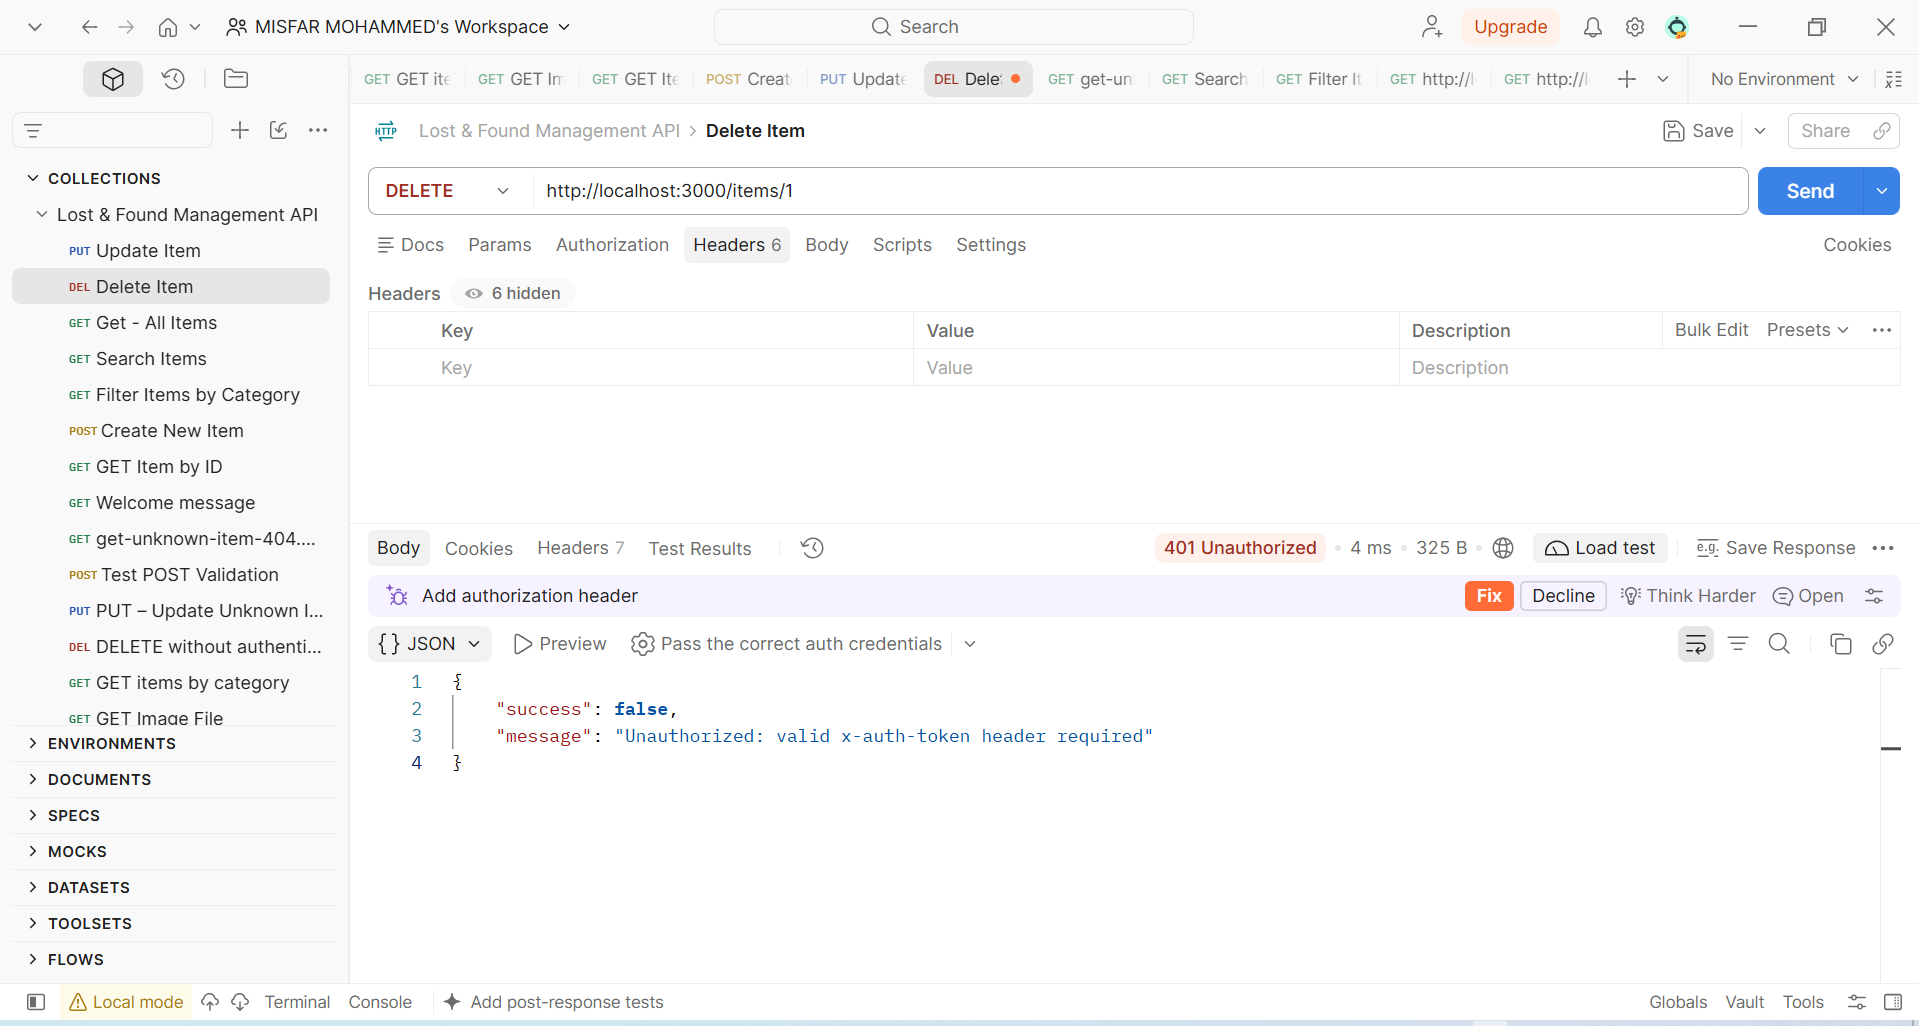 MISFAR MOHAMMED's Workspace
Search
Upgrade
GET GET ite
GET GET Im
GET GET Ite
POST Creat
PUT Update
DEL Delet
GET get-un
GET Search
GET Filter It
GET http://l
GET http://l
No Environment
HTTP Lost & Found Management API > Delete Item
Save
Share
COLLECTIONS
Lost & Found Management API
PUT Update Item
DEL Delete Item
GET Get - All Items
GET Search Items
GET Filter Items by Category
POST Create New Item
GET GET Item by ID
GET Welcome message
GET get-unknown-item-404....
POST Test POST Validation
PUT PUT – Update Unknown I...
DEL DELETE without authenti...
GET GET items by category
GET GET Image File
ENVIRONMENTS
DOCUMENTS
SPECS
MOCKS
DATASETS
TOOLSETS
FLOWS
DELETE http://localhost:3000/items/1 Send
Docs Params Authorization Headers 6 Body Scripts Settings Cookies
Headers 6 hidden
Key Value Description Bulk Edit Presets
Key Value Description
Body Cookies Headers 7 Test Results 401 Unauthorized • 4 ms • 325 B • Load test e.g. Save Response
Add authorization header Fix Decline Think Harder Open
{ } JSON Preview Pass the correct auth credentials
1 {
2 "success": false,
3 "message": "Unauthorized: valid x-auth-token header required"
4 }
Local mode Terminal Console Add post-response tests Globals Vault Tools